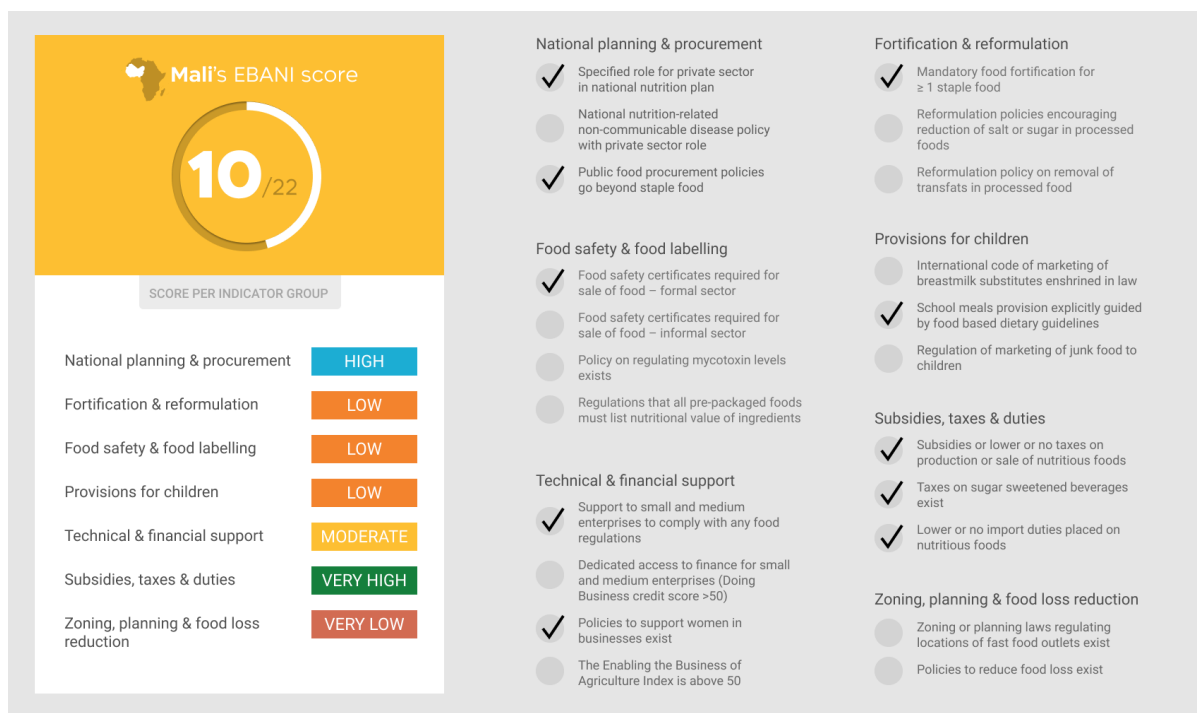 Mali's EBANI score
10/22
SCORE PER INDICATOR GROUP
National planning & procurement HIGH
Fortification & reformulation LOW
Food safety & food labelling LOW
Provisions for children LOW
Technical & financial support MODERATE
Subsidies, taxes & duties VERY HIGH
Zoning, planning & food loss
reduction
VERY LOW
National planning & procurement
Specified role for private sector
in national nutrition plan
National nutrition-related
non-communicable disease policy
with private sector role
Public food procurement policies
go beyond staple food
Food safety & food labelling
Food safety certificates required for
sale of food – formal sector
Food safety certificates required for
sale of food – informal sector
Policy on regulating mycotoxin levels
exists
Regulations that all pre-packaged foods
must list nutritional value of ingredients
Technical & financial support
Support to small and medium
enterprises to comply with any food
regulations
Dedicated access to finance for small
and medium enterprises (Doing
Business credit score >50)
Policies to support women in
businesses exist
The Enabling the Business of
Agriculture Index is above 50
Fortification & reformulation
Mandatory food fortification for
≥ 1 staple food
Reformulation policies encouraging
reduction of salt or sugar in processed
foods
Reformulation policy on removal of
transfats in processed food
Provisions for children
International code of marketing of
breastmilk substitutes enshrined in law
School meals provision explicitly guided
by food based dietary guidelines
Regulation of marketing of junk food to
children
Subsidies, taxes & duties
Subsidies or lower or no taxes on
production or sale of nutritious foods
Taxes on sugar sweetened beverages
exist
Lower or no import duties placed on
nutritious foods
Zoning, planning & food loss reduction
Zoning or planning laws regulating
locations of fast food outlets exist
Policies to reduce food loss exist